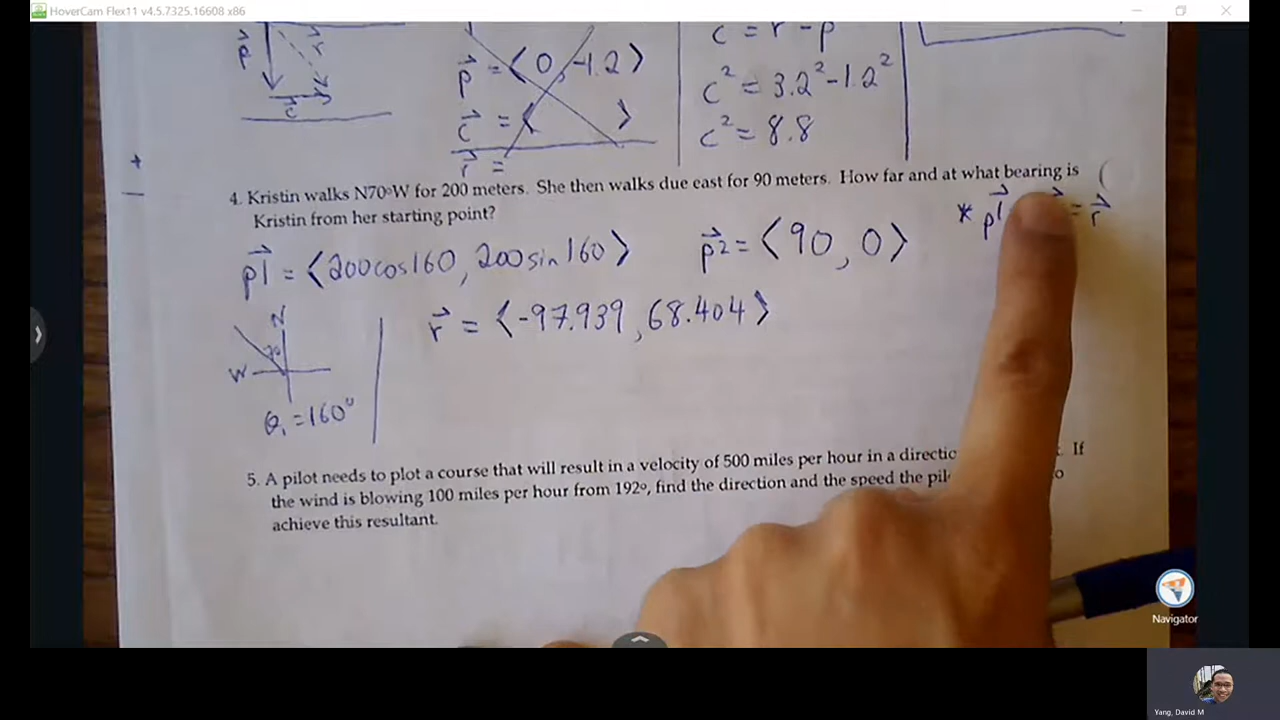 HoverCam Flex11 v4.5.7325.16608 x86
p
r
c
p = ⟨0, -1.2⟩
c = ⟨ ⟩
r =
c = r - p
c² = 3.2² - 1.2²
c² = 8.8
+
4. Kristin walks N70°W for 200 meters. She then walks due east for 90 meters. How far and at what bearing is
Kristin from her starting point?
* p1 = r
p1 = ⟨200cos160, 200sin160⟩
p2 = ⟨90, 0⟩
r = ⟨-97.939, 68.404⟩
N
70
W
θ₁ = 160°
5. A pilot needs to plot a course that will result in a velocity of 500 miles per hour in a If
the wind is blowing 100 miles per hour from 192°, find the direction and the speed the
achieve this resultant.
Navigator
Yang, David M